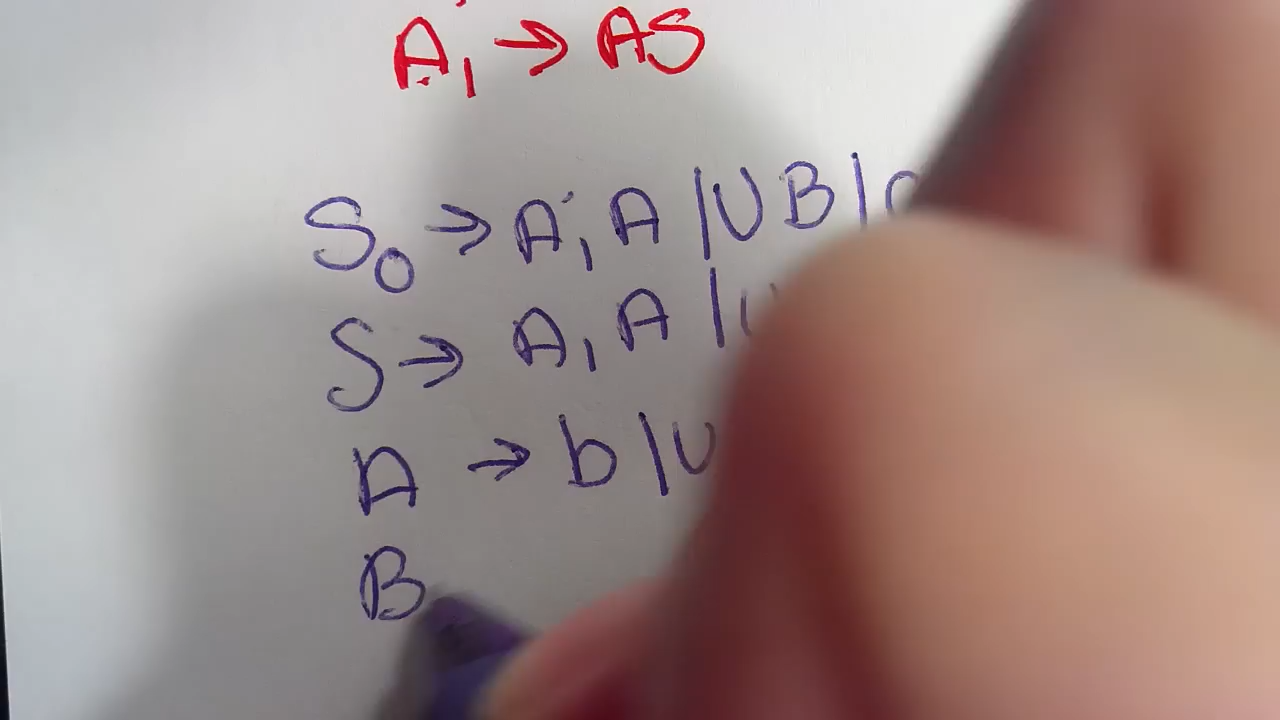 A₁ → AS
S₀ → A₁A | UB |
S → A₁A |
A → b | U
B